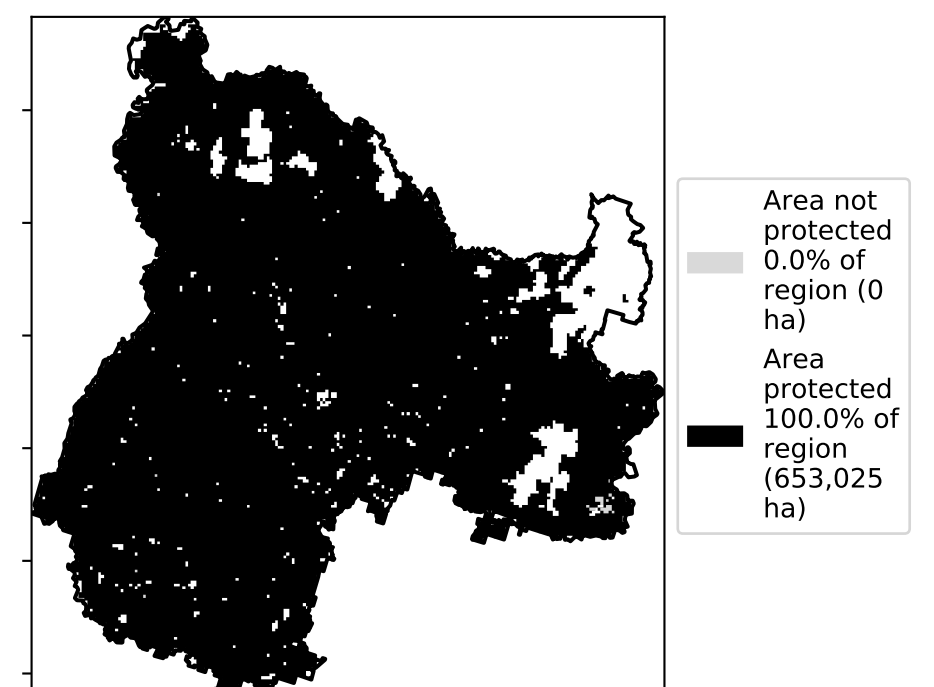 Area not
protected
0.0% of
region (0
ha)
Area
protected
100.0% of
region
(653,025
ha)